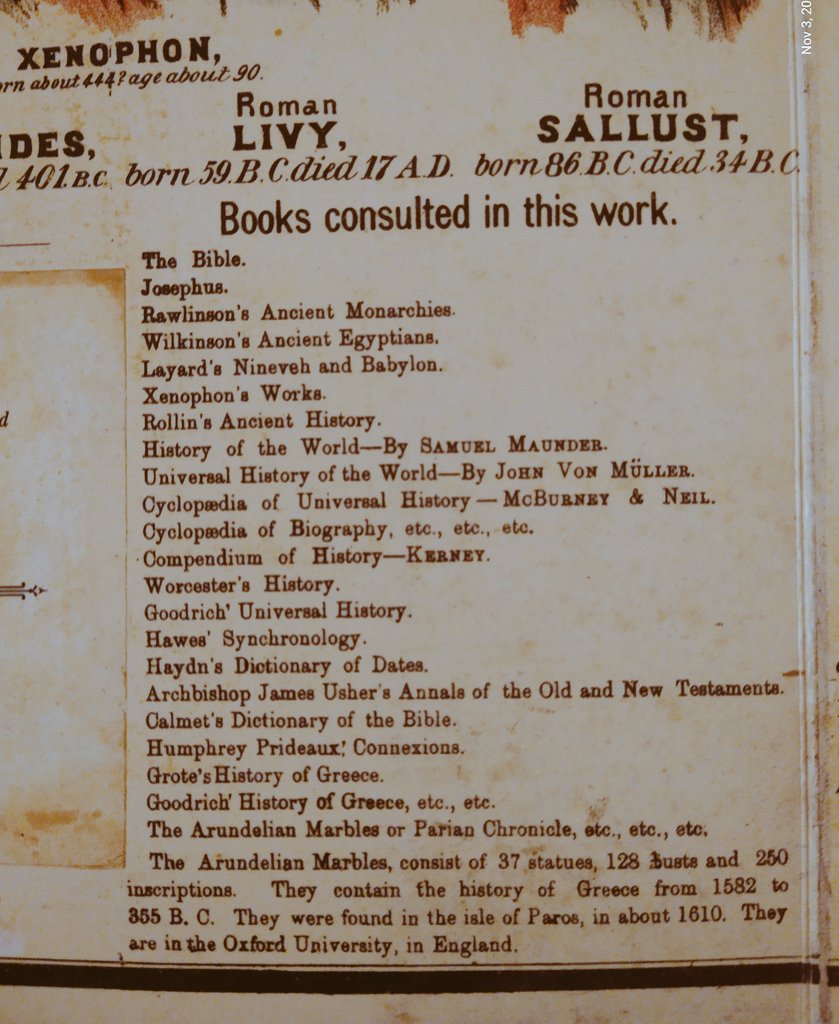 XENOPHON,
orn about 444? age about 90.
Roman
LIVY,
born 59. B.C. died 17 A.D.
Roman
SALLUST,
born 86 B.C. died 34 B.C.
IDES,
401. B.C.
Books consulted in this work.
The Bible.
Josephus.
Rawlinson's Ancient Monarchies.
Wilkinson's Ancient Egyptians.
Layard's Nineveh and Babylon.
Xenophon's Works.
Rollin's Ancient History.
History of the World—By SAMUEL MAUNDER.
Universal History of the World—By JOHN VON MÜLLER.
Cyclopædia of Universal History — McBURNEY & NEIL.
Cyclopædia of Biography, etc., etc., etc.
Compendium of History—KERNEY.
Worcester's History.
Goodrich' Universal History.
Hawes' Synchronology.
Haydn's Dictionary of Dates.
Archbishop James Usher's Annals of the Old and New Testaments.
Calmet's Dictionary of the Bible.
Humphrey Prideaux' Connexions.
Grote's History of Greece.
Goodrich' History of Greece, etc., etc.
The Arundelian Marbles or Parian Chronicle, etc., etc., etc.
The Arundelian Marbles, consist of 37 statues, 128 busts and 250
inscriptions. They contain the history of Greece from 1582 to
355 B. C. They were found in the isle of Paros, in about 1610. They
are in the Oxford University, in England.
d
Nov 3, 20